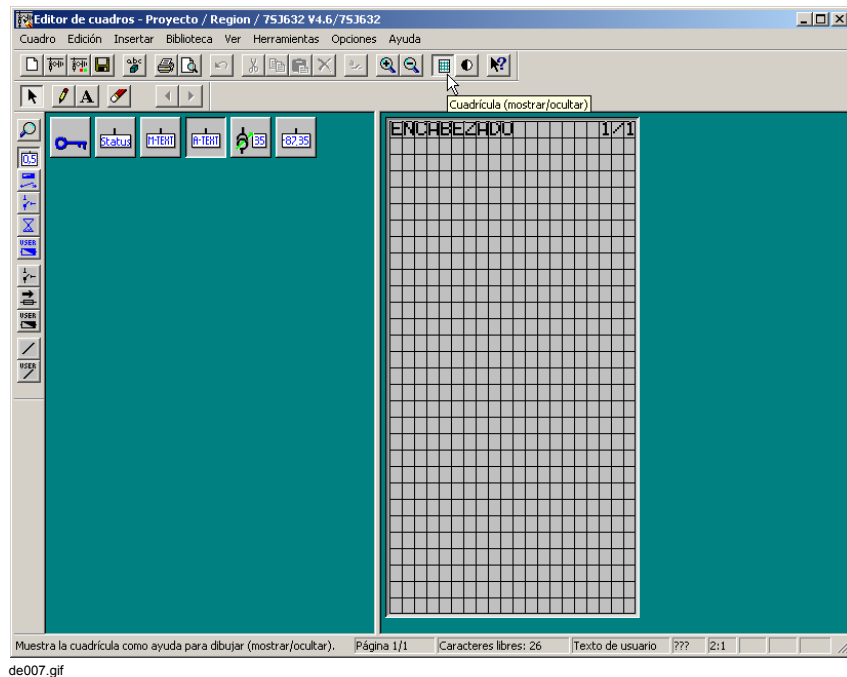 Editor de cuadros - Proyecto / Region / 7SJ632 V4.6/7SJ632
Cuadro Edición Insertar Biblioteca Ver Herramientas Opciones Ayuda
abc
A
Cuadrícula (mostrar/ocultar)
Status M-TEXT A-TEXT 35 -87,35
0,5
USER
USER
USER
ENCABEZADO 1/1
Muestra la cuadrícula como ayuda para dibujar (mostrar/ocultar). Página 1/1 Caracteres libres: 26 Texto de usuario ??? 2:1
de007.gif